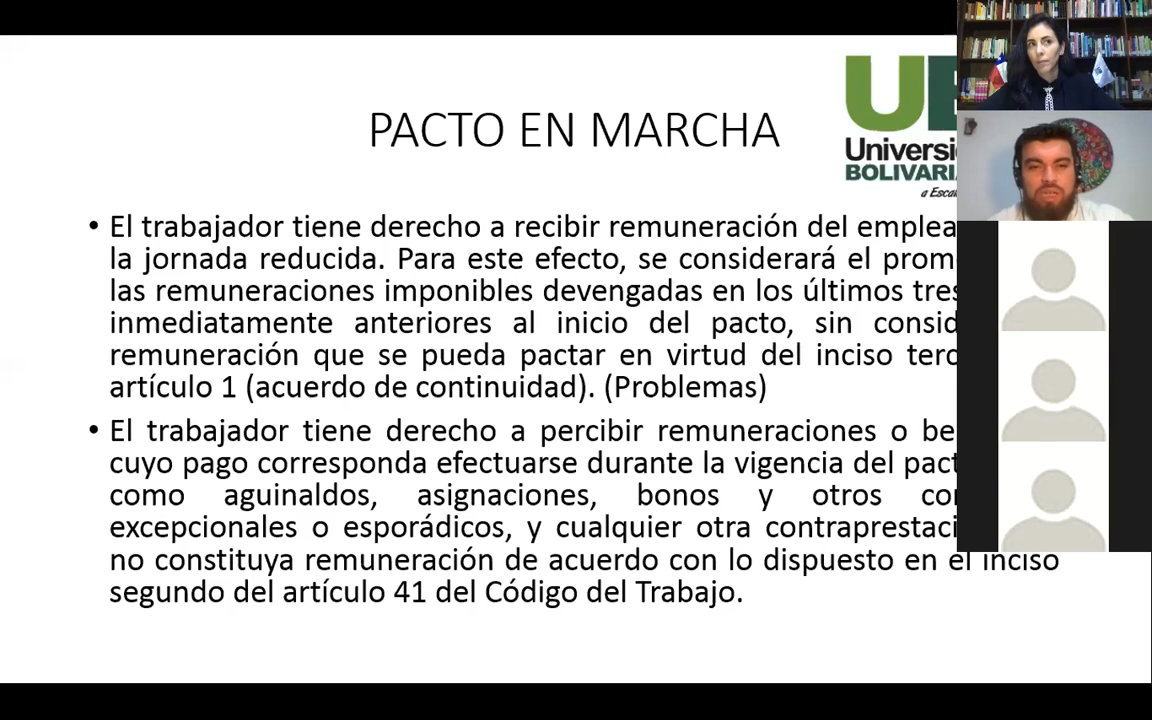 PACTO EN MARCHA
Universi
BOLIVARIA
a Esca
• El trabajador tiene derecho a recibir remuneración del emplea
la jornada reducida. Para este efecto, se considerará el prom
las remuneraciones imponibles devengadas en los últimos tres
inmediatamente anteriores al inicio del pacto, sin consid
remuneración que se pueda pactar en virtud del inciso terc
artículo 1 (acuerdo de continuidad). (Problemas)
• El trabajador tiene derecho a percibir remuneraciones o be
cuyo pago corresponda efectuarse durante la vigencia del pact
como aguinaldos, asignaciones, bonos y otros con
excepcionales o esporádicos, y cualquier otra contraprestaci
no constituya remuneración de acuerdo con lo dispuesto en el inciso
segundo del artículo 41 del Código del Trabajo.